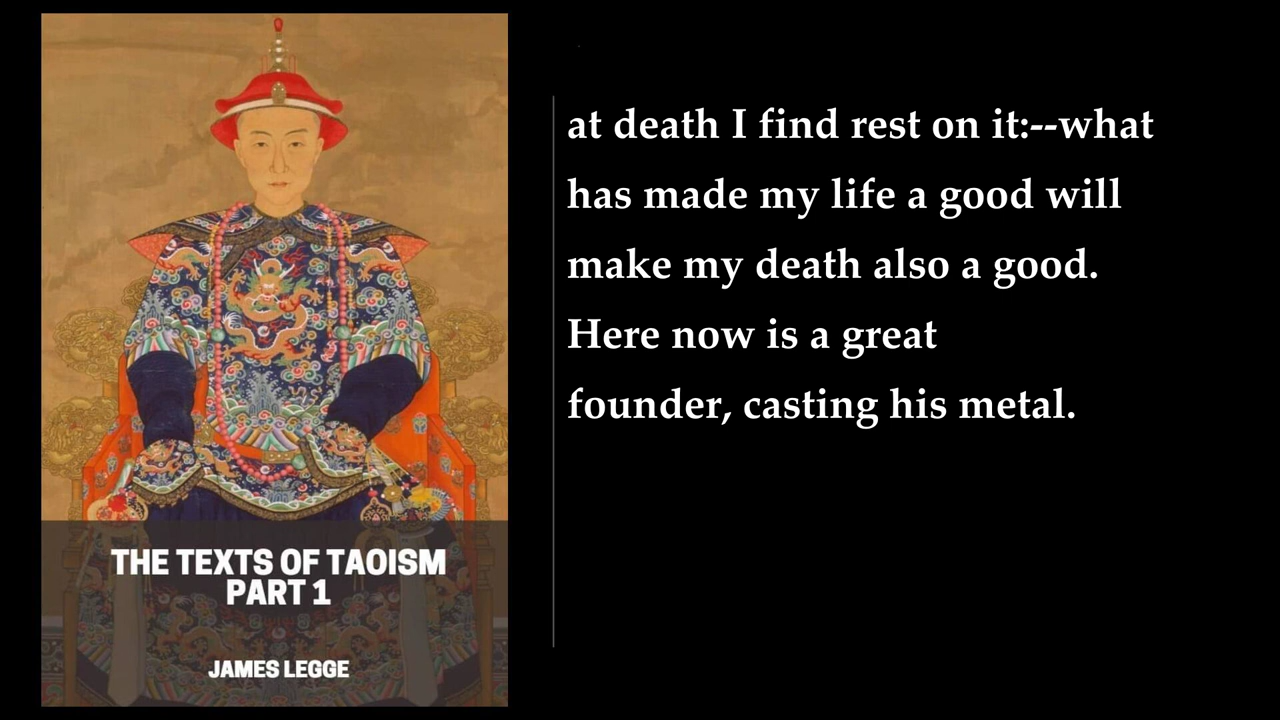 at death I find rest on it:--what
has made my life a good will
make my death also a good.
Here now is a great
founder, casting his metal.
THE TEXTS OF TAOISM
PART 1
JAMES LEGGE